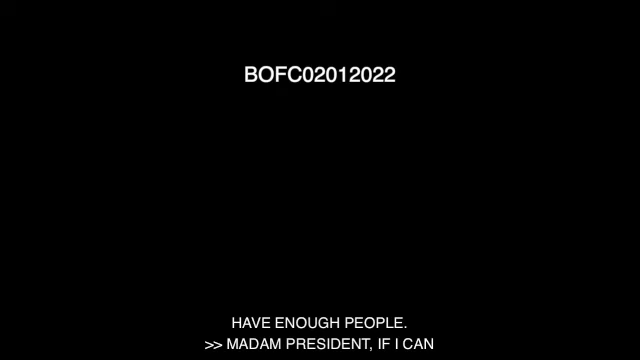 BOFC02012022
HAVE ENOUGH PEOPLE.
>> MADAM PRESIDENT, IF I CAN